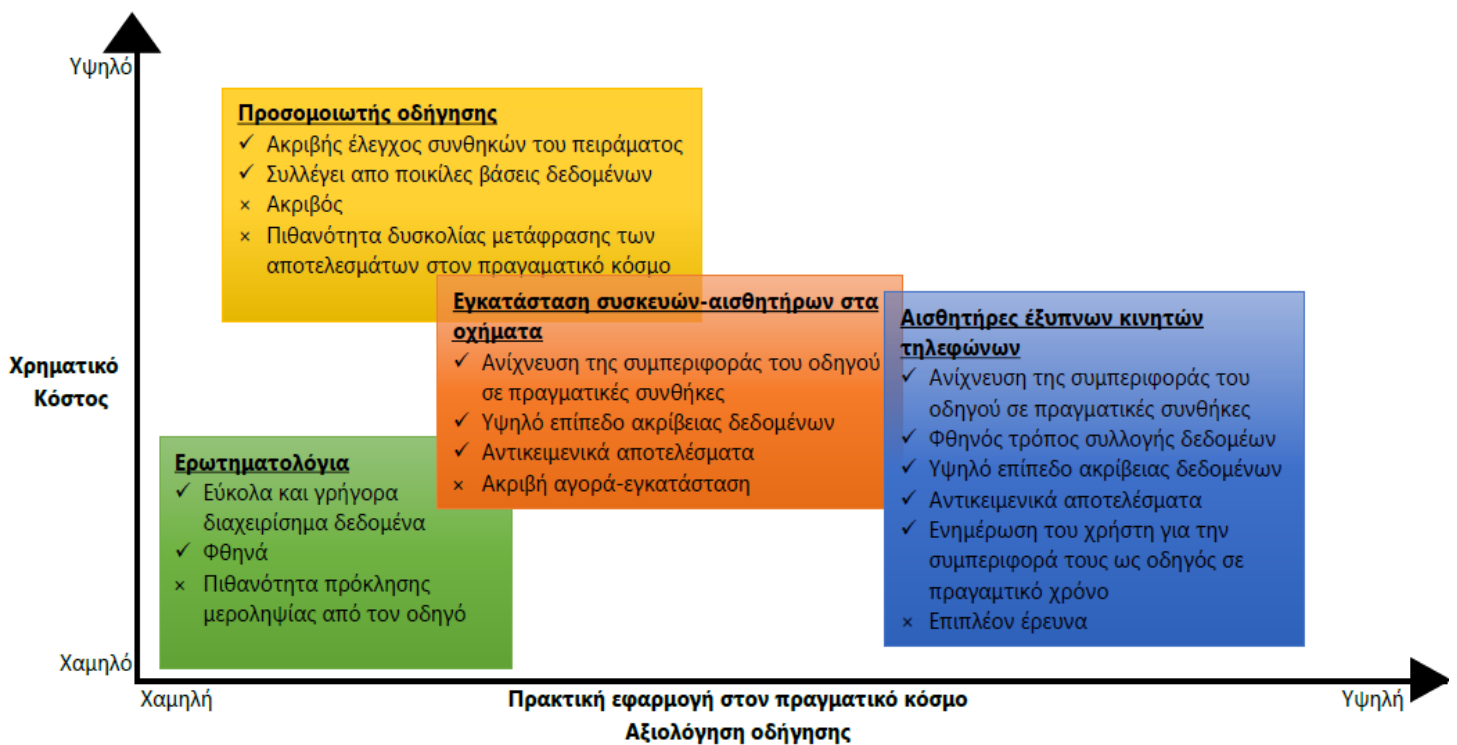 Υψηλό
Προσομοιωτής οδήγησης
✓ Ακριβής έλεγχος συνθηκών του πειράματος
✓ Συλλέγει απο ποικίλες βάσεις δεδομένων
× Ακριβός
× Πιθανότητα δυσκολίας μετάφρασης των
αποτελεσμάτων στον πραγαματικό κόσμο
Εγκατάσταση συσκευών-αισθητήρων στα
οχήματα
✓ Ανίχνευση της συμπεριφοράς του οδηγού
σε πραγματικές συνθήκες
✓ Υψηλό επίπεδο ακρίβειας δεδομένων
✓ Αντικειμενικά αποτελέσματα
× Ακριβή αγορά-εγκατάσταση
Αισθητήρες έξυπνων κινητών
τηλεφώνων
✓ Ανίχνευση της συμπεριφοράς του
οδηγού σε πραγματικές συνθήκες
✓ Φθηνός τρόπος συλλογής δεδομέων
✓ Υψηλό επίπεδο ακρίβειας δεδομένων
✓ Αντικειμενικά αποτελέσματα
✓ Ενημέρωση του χρήστη για την
συμπεριφορά τους ως οδηγός σε
πραγαμτικό χρόνο
× Επιπλέον έρευνα
Χρηματικό
Κόστος
Ερωτηματολόγια
✓ Εύκολα και γρήγορα
διαχειρίσημα δεδομένα
✓ Φθηνά
× Πιθανότητα πρόκλησης
μεροληψίας από τον οδηγό
Χαμηλό
Χαμηλή
Πρακτική εφαρμογή στον πραγματικό κόσμο
Υψηλή
Αξιολόγηση οδήγησης